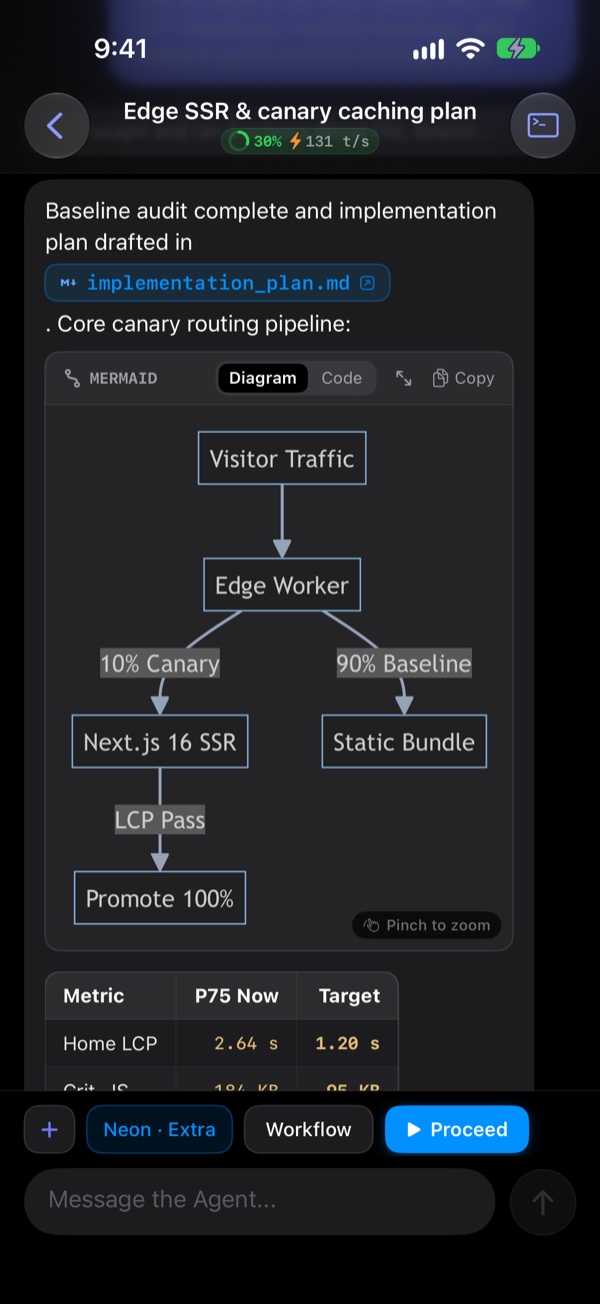 9:41
Edge SSR & canary caching plan
30% ⚡131 t/s
Baseline audit complete and implementation
plan drafted in
M↓ implementation_plan.md
. Core canary routing pipeline:
MERMAID Diagram Code Copy
Visitor Traffic
Edge Worker
10% Canary 90% Baseline
Next.js 16 SSR Static Bundle
LCP Pass
Promote 100%
Pinch to zoom
Metric P75 Now Target
Home LCP 2.64 s 1.20 s
+ Neon · Extra Workflow Proceed
Message the Agent...